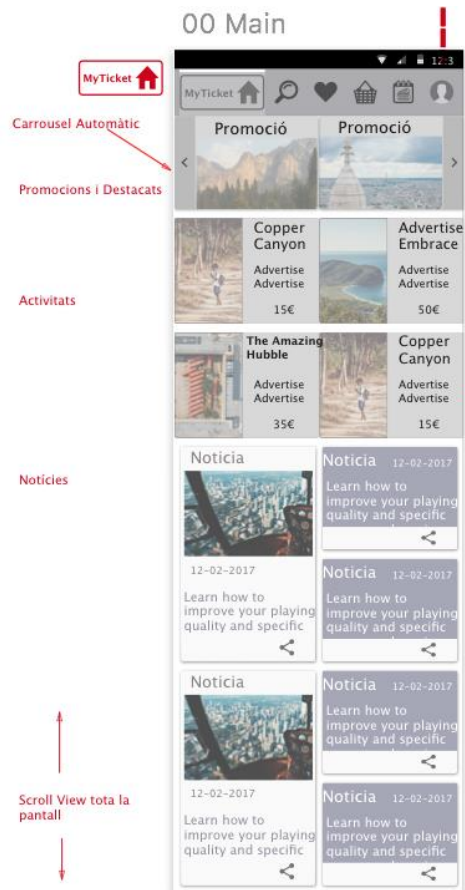 00 Main
12:3
MyTicket
MyTicket
Carrousel Automàtic
Promoció
Promoció
Promocions i Destacats
Copper
Canyon
Advertise
Advertise
15€
Advertise
Embrace
Advertise
Advertise
50€
Activitats
The Amazing
Hubble
Advertise
Advertise
35€
Copper
Canyon
Advertise
Advertise
15€
Notícies
Noticia
12-02-2017
Learn how to
improve your playing
quality and specific
Noticia 12-02-2017
Learn how to
improve your playing
quality and specific
Noticia 12-02-2017
Learn how to
improve your playing
quality and specific
Noticia
12-02-2017
Learn how to
improve your playing
quality and specific
Noticia 12-02-2017
Learn how to
improve your playing
quality and specific
Noticia 12-02-2017
Learn how to
improve your playing
quality and specific
Scroll View tota la
pantall